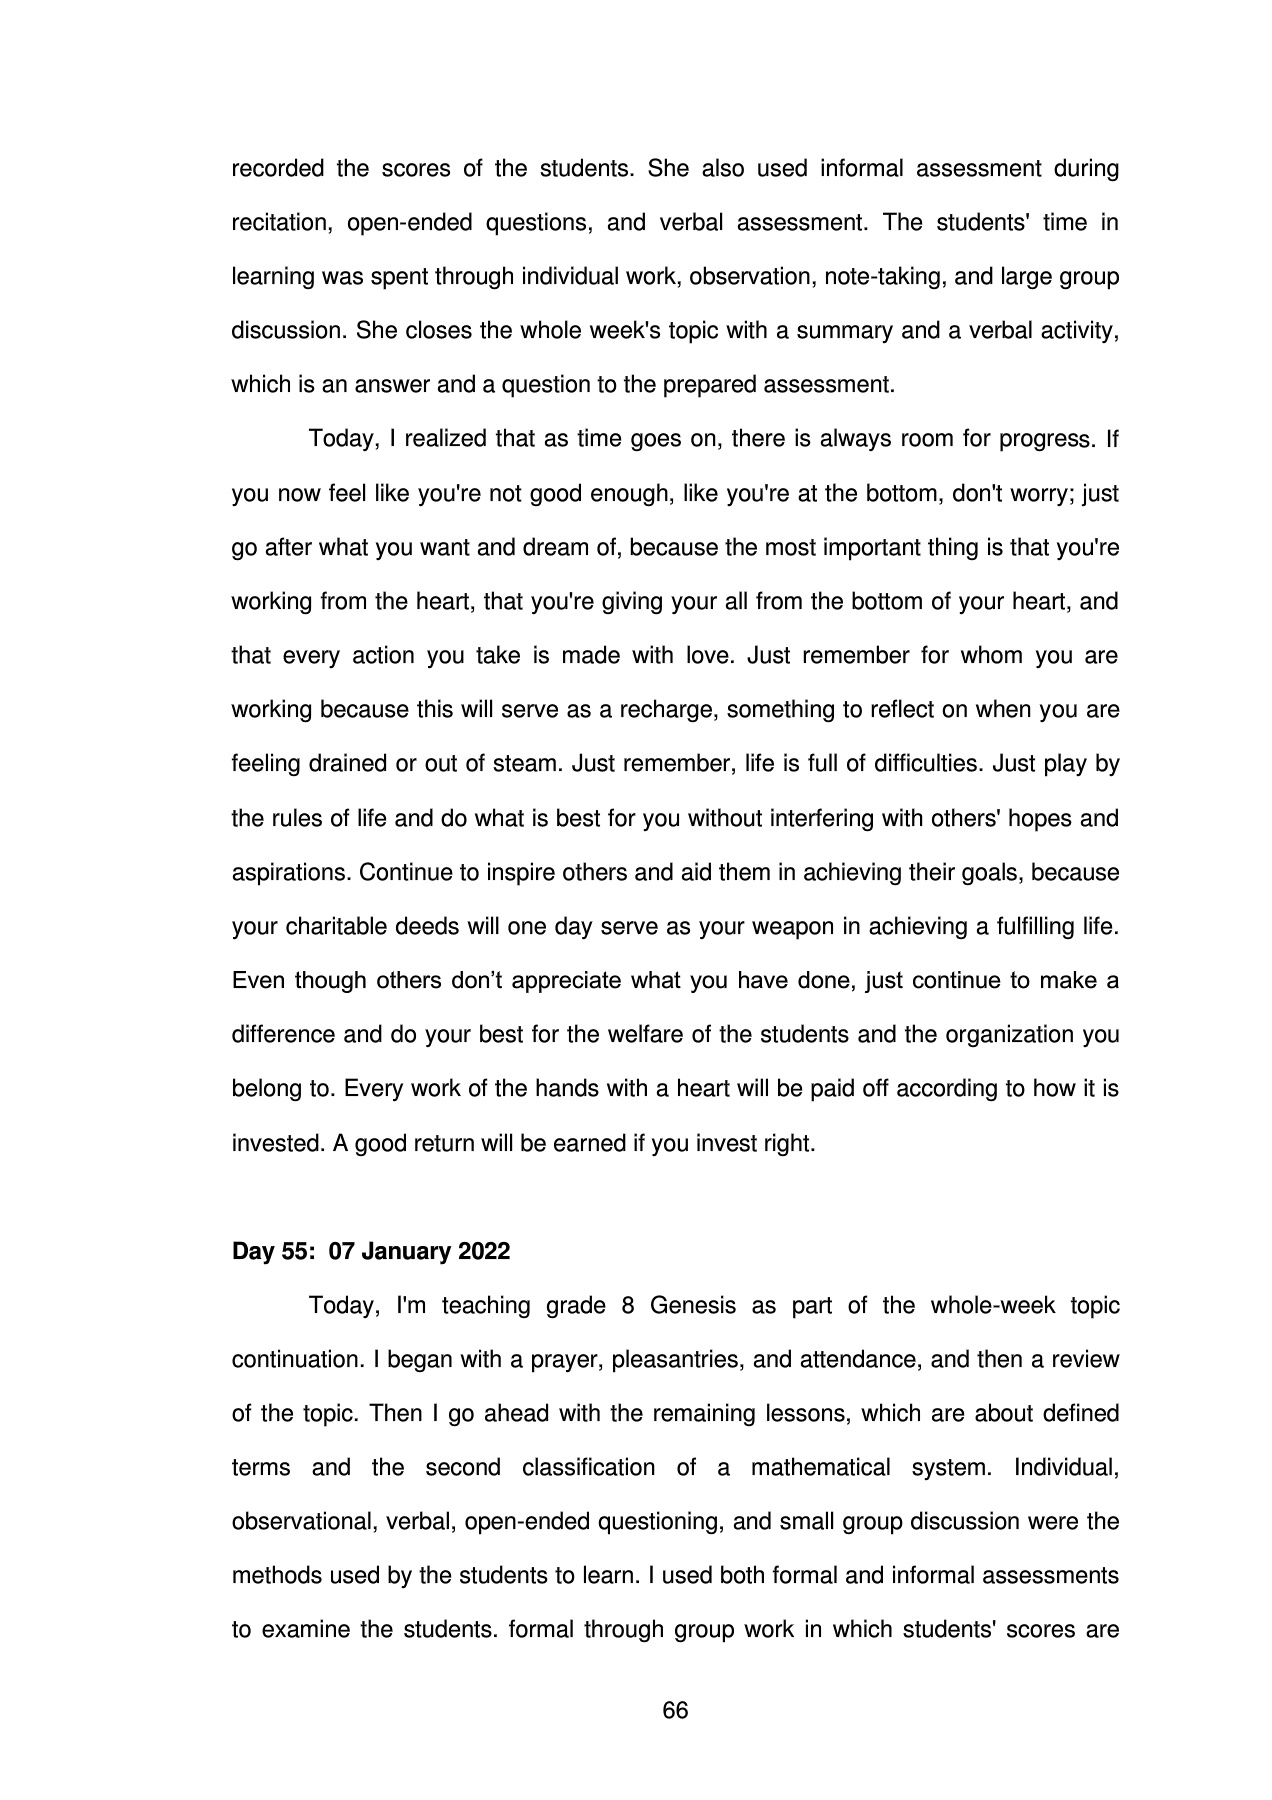 recorded the scores of the students. She also used informal assessment during
recitation, open-ended questions, and verbal assessment. The students' time in
learning was spent through individual work, observation, note-taking, and large group
discussion. She closes the whole week's topic with a summary and a verbal activity,
which is an answer and a question to the prepared assessment.
Today, I realized that as time goes on, there is always room for progress. If
you now feel like you're not good enough, like you're at the bottom, don't worry; just
go after what you want and dream of, because the most important thing is that you're
working from the heart, that you're giving your all from the bottom of your heart, and
that every action you take is made with love. Just remember for whom you are
working because this will serve as a recharge, something to reflect on when you are
feeling drained or out of steam. Just remember, life is full of difficulties. Just play by
the rules of life and do what is best for you without interfering with others' hopes and
aspirations. Continue to inspire others and aid them in achieving their goals, because
your charitable deeds will one day serve as your weapon in achieving a fulfilling life.
Even though others don’t appreciate what you have done, just continue to make a
difference and do your best for the welfare of the students and the organization you
belong to. Every work of the hands with a heart will be paid off according to how it is
invested. A good return will be earned if you invest right.
Day 55:  07 January 2022
Today, I'm teaching grade 8 Genesis as part of the whole-week topic
continuation. I began with a prayer, pleasantries, and attendance, and then a review
of the topic. Then I go ahead with the remaining lessons, which are about defined
terms and the second classification of a mathematical system. Individual,
observational, verbal, open-ended questioning, and small group discussion were the
methods used by the students to learn. I used both formal and informal assessments
to examine the students. formal through group work in which students' scores are
66